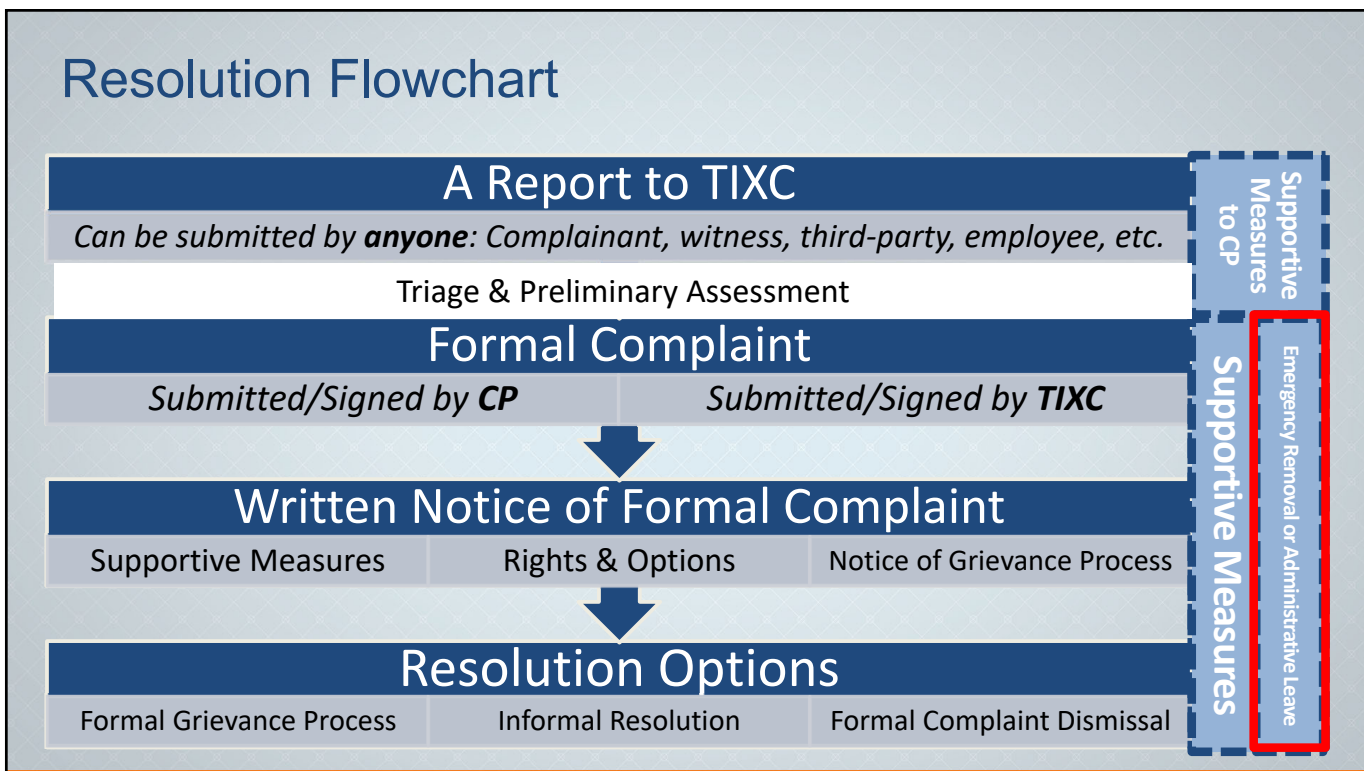 Resolution Flowchart
A Report to TIXC
Can be submitted by anyone: Complainant, witness, third-party, employee, etc.
Triage & Preliminary Assessment
Formal Complaint
Submitted/Signed by CP
Submitted/Signed by TIXC
Written Notice of Formal Complaint
Supportive Measures
Rights & Options
Notice of Grievance Process
Resolution Options
Formal Grievance Process
Informal Resolution
Formal Complaint Dismissal
Supportive
Measures
to CP
Supportive Measures
Emergency Removal or Administrative Leave